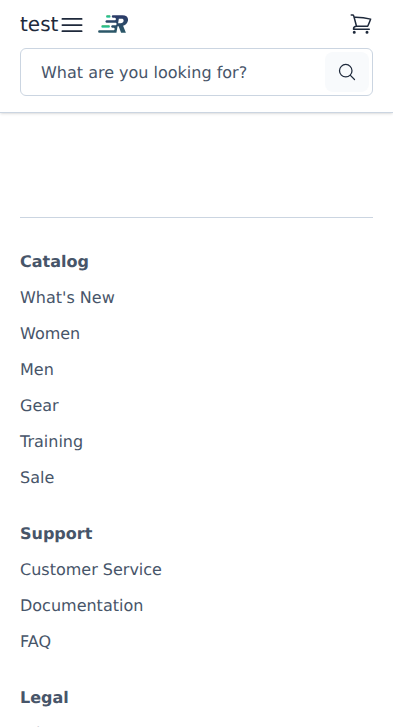 test
What are you looking for?
Catalog
What's New
Women
Men
Gear
Training
Sale
Support
Customer Service
Documentation
FAQ
Legal